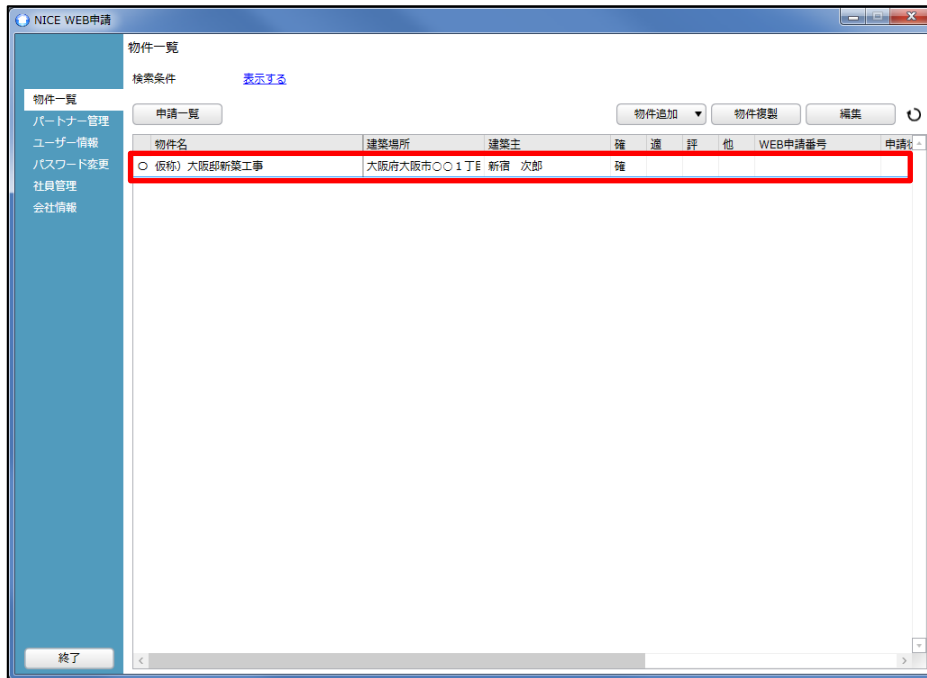 NICE WEB申請
物件一覧
検索条件 表示する
物件一覧
パートナー管理
ユーザー情報
パスワード変更
社員管理
会社情報
終了
申請一覧 物件追加 ▼ 物件複製 編集
物件名 建築場所 建築主 確 適 評 他 WEB申請番号 申請
○ 仮称）大阪邸新築工事 大阪府大阪市○○１丁目 新宿 次郎 確